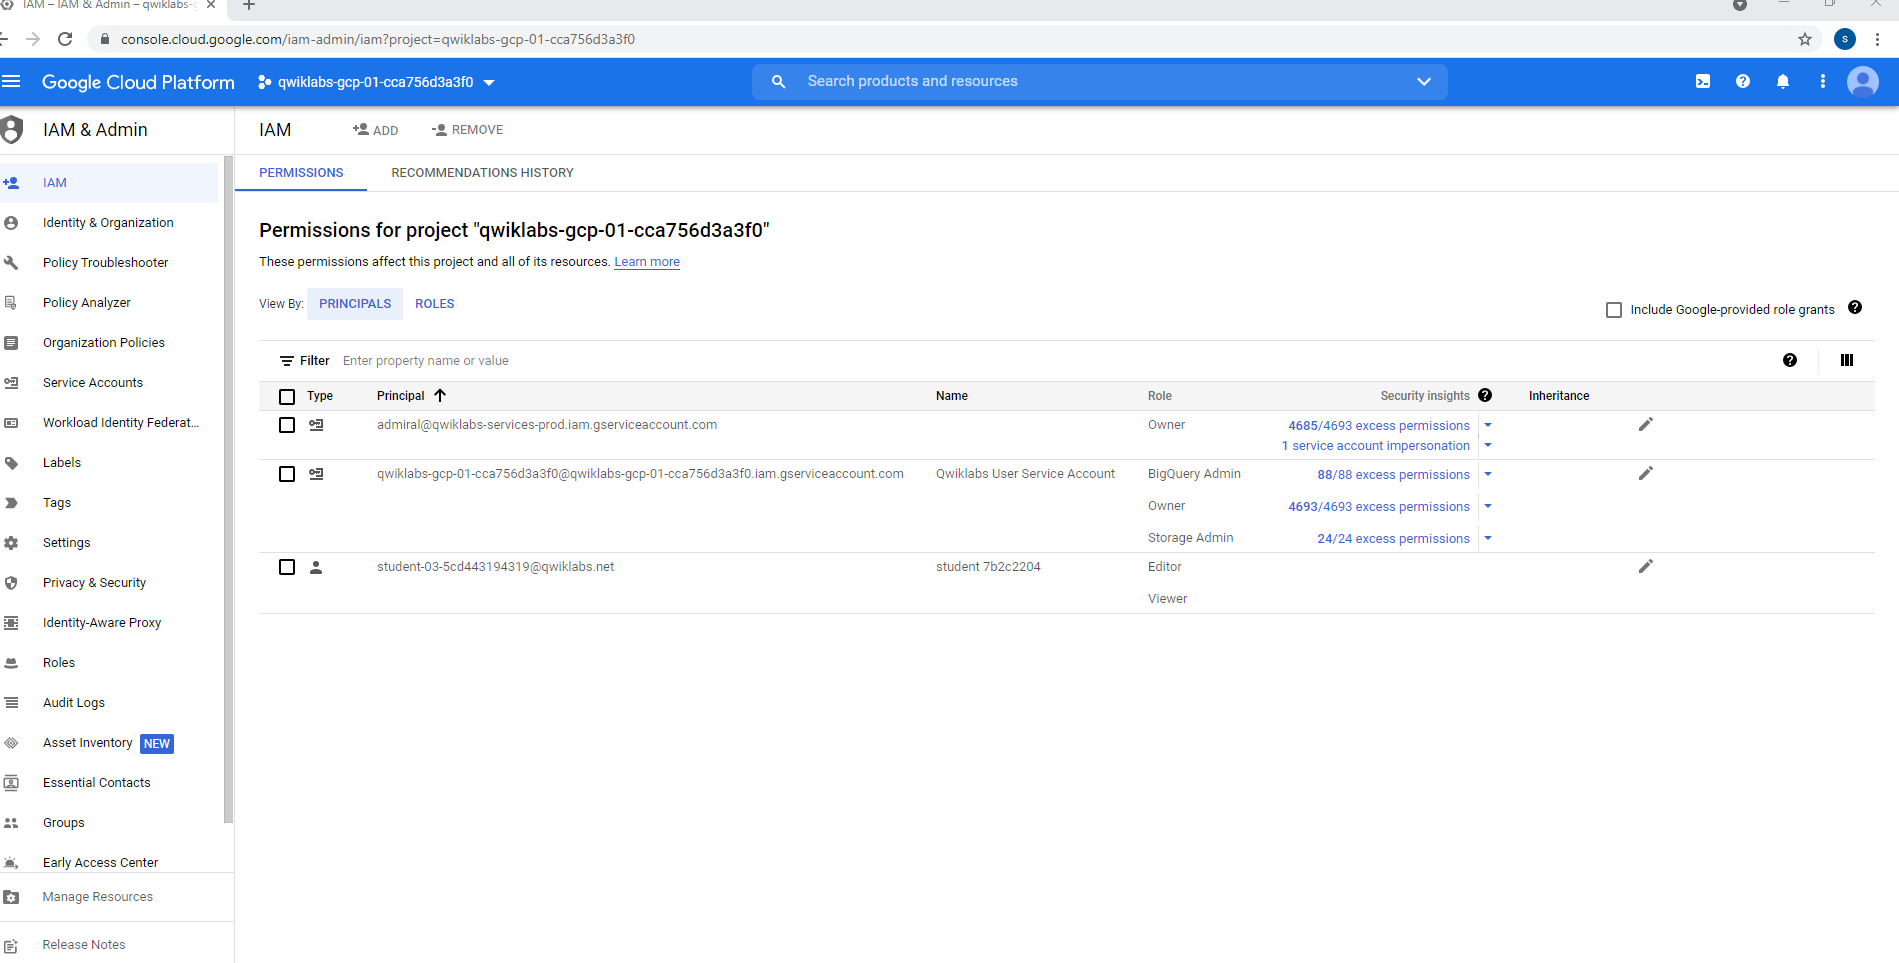 IAM – IAM & Admin – qwiklabs-g
console.cloud.google.com/iam-admin/iam?project=qwiklabs-gcp-01-cca756d3a3f0
S
Google Cloud Platform
qwiklabs-gcp-01-cca756d3a3f0
Search products and resources
IAM & Admin
IAM
ADD
REMOVE
PERMISSIONS
RECOMMENDATIONS HISTORY
IAM
Identity & Organization
Policy Troubleshooter
Policy Analyzer
Organization Policies
Service Accounts
Workload Identity Federat...
Labels
Tags
Settings
Privacy & Security
Identity-Aware Proxy
Roles
Audit Logs
Asset Inventory NEW
Essential Contacts
Groups
Early Access Center
Manage Resources
Release Notes
Permissions for project "qwiklabs-gcp-01-cca756d3a3f0"
These permissions affect this project and all of its resources. Learn more
View By: PRINCIPALS ROLES
Include Google-provided role grants
Filter Enter property name or value
Type Principal Name Role Security insights Inheritance
admiral@qwiklabs-services-prod.iam.gserviceaccount.com Owner 4685/4693 excess permissions
1 service account impersonation
qwiklabs-gcp-01-cca756d3a3f0@qwiklabs-gcp-01-cca756d3a3f0.iam.gserviceaccount.com Qwiklabs User Service Account BigQuery Admin 88/88 excess permissions
Owner 4693/4693 excess permissions
Storage Admin 24/24 excess permissions
student-03-5cd443194319@qwiklabs.net student 7b2c2204 Editor
Viewer